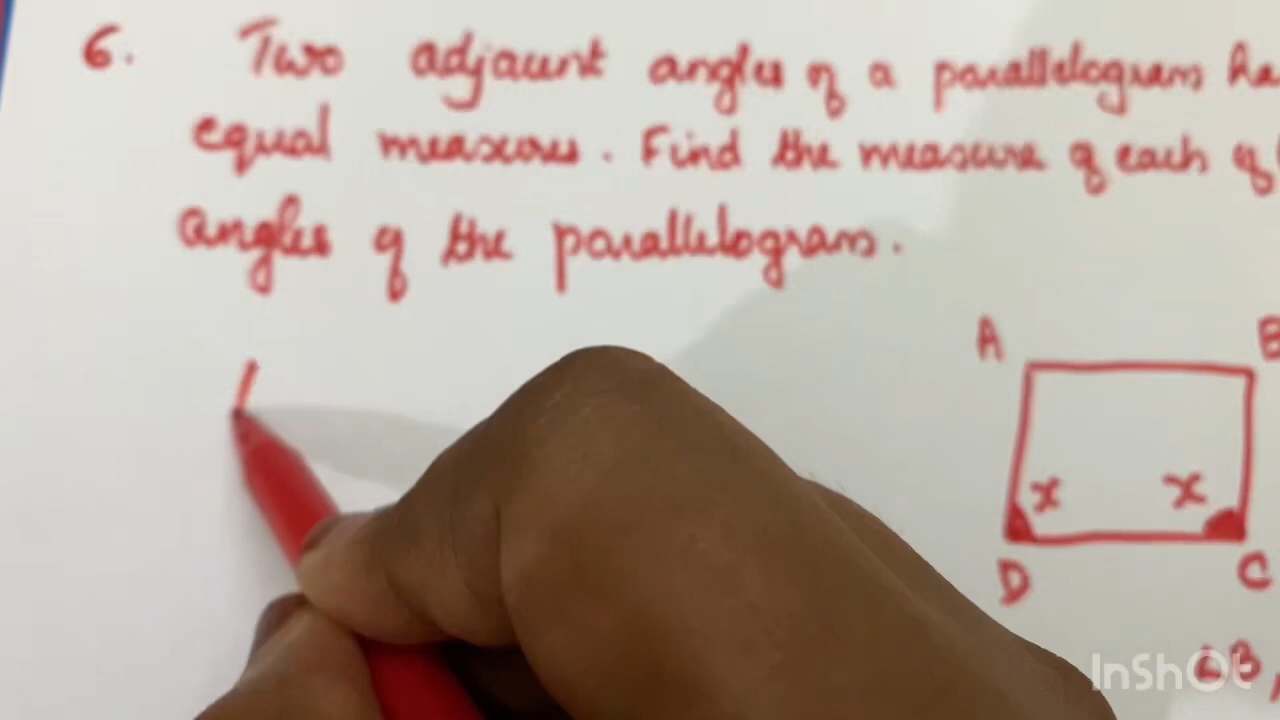 6. Two adjacent angles of a parallelogram ha
equal measure. Find the measure of each of
angles of the parallelogram.
A B
x x
D C
∠B,
InShOt